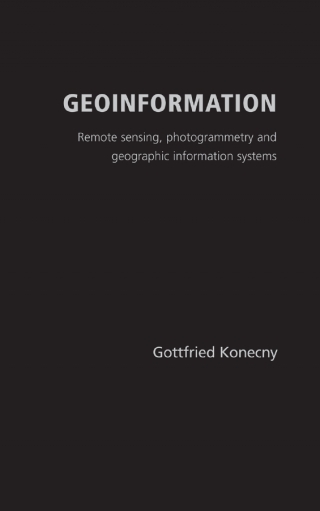 GEOINFORMATION
Remote sensing, photogrammetry and
geographic information systems
Gottfried Konecny